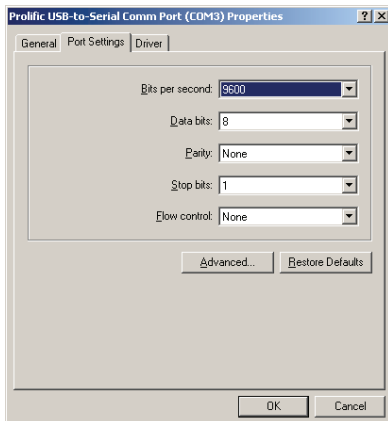 Prolific USB-to-Serial Comm Port (COM3) Properties
General Port Settings Driver
Bits per second: 9600
Data bits: 8
Parity: None
Stop bits: 1
Flow control: None
Advanced... Restore Defaults
OK Cancel